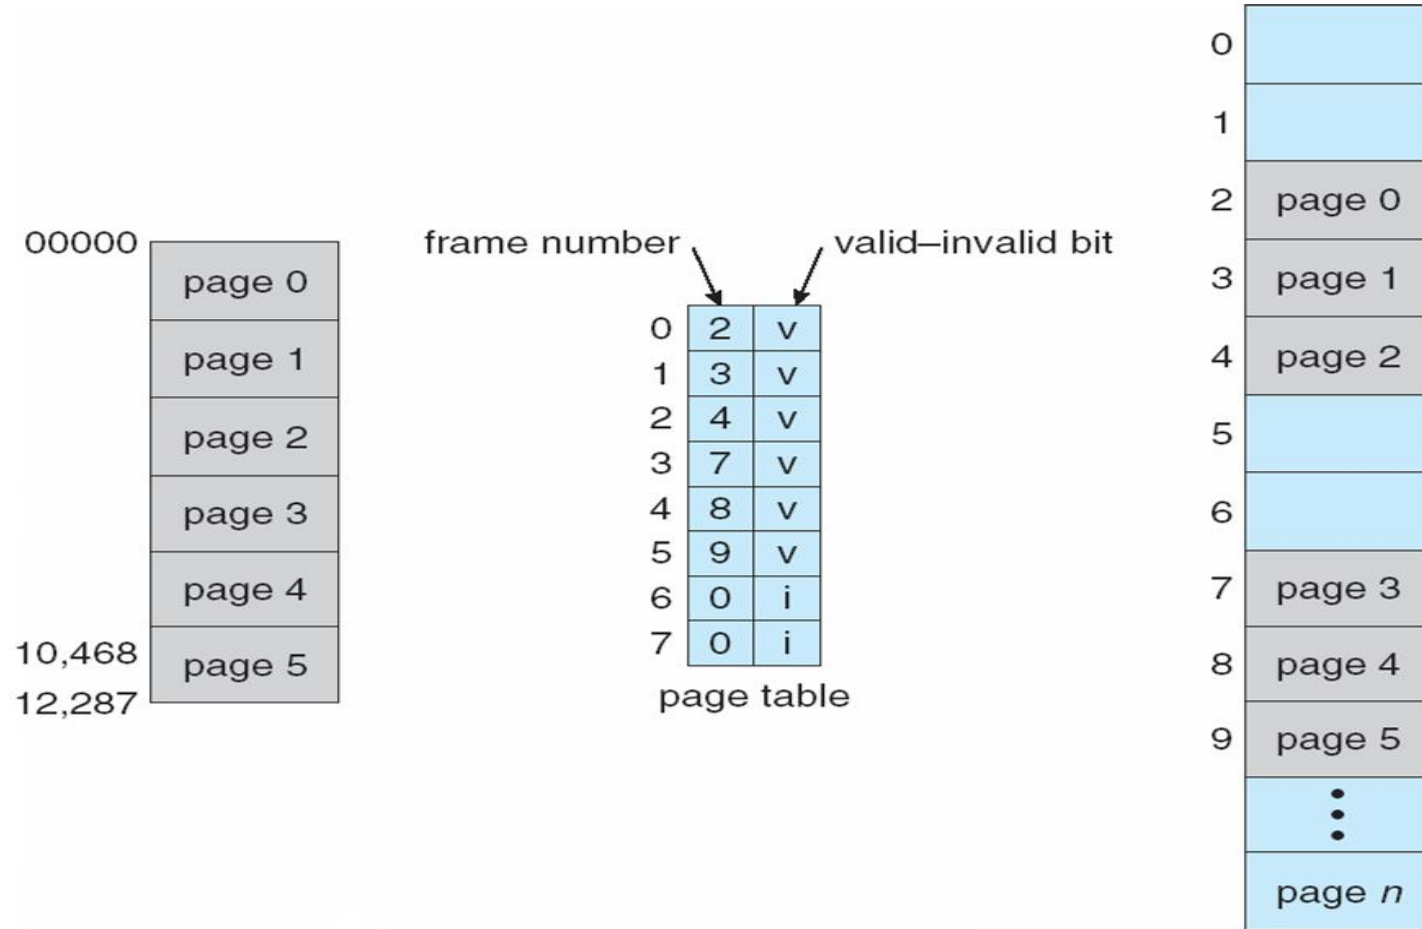 00000
page 0
page 1
page 2
page 3
page 4
10,468
page 5
12,287
frame number
valid–invalid bit
0 2 v
1 3 v
2 4 v
3 7 v
4 8 v
5 9 v
6 0 i
7 0 i
page table
0
1
2 page 0
3 page 1
4 page 2
5
6
7 page 3
8 page 4
9 page 5
page n